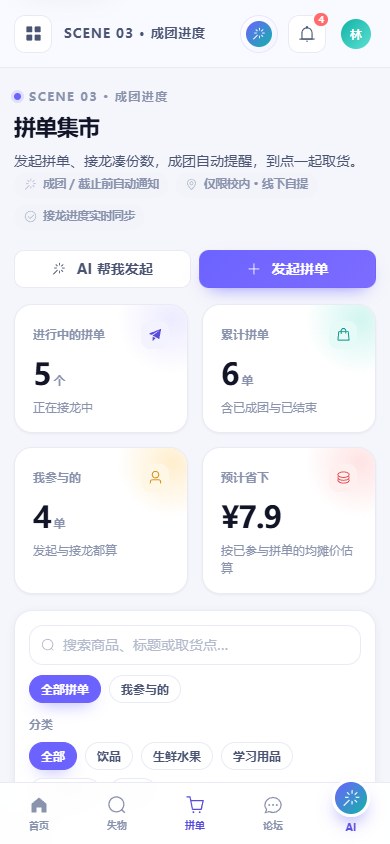 SCENE 03 • 成团进度
4
林
SCENE 03 • 成团进度
拼单集市
发起拼单、接龙凑份数，成团自动提醒，到点一起取货。
成团 / 截止前自动通知
仅限校内・线下自提
接龙进度实时同步
AI 帮我发起
发起拼单
进行中的拼单
5个
正在接龙中
累计拼单
6单
含已成团与已结束
我参与的
4单
发起与接龙都算
预计省下
¥7.9
按已参与拼单的均摊价估
算
搜索商品、标题或取货点...
全部拼单
我参与的
分类
全部
饮品
生鲜水果
学习用品
首页
失物
拼单
论坛
AI